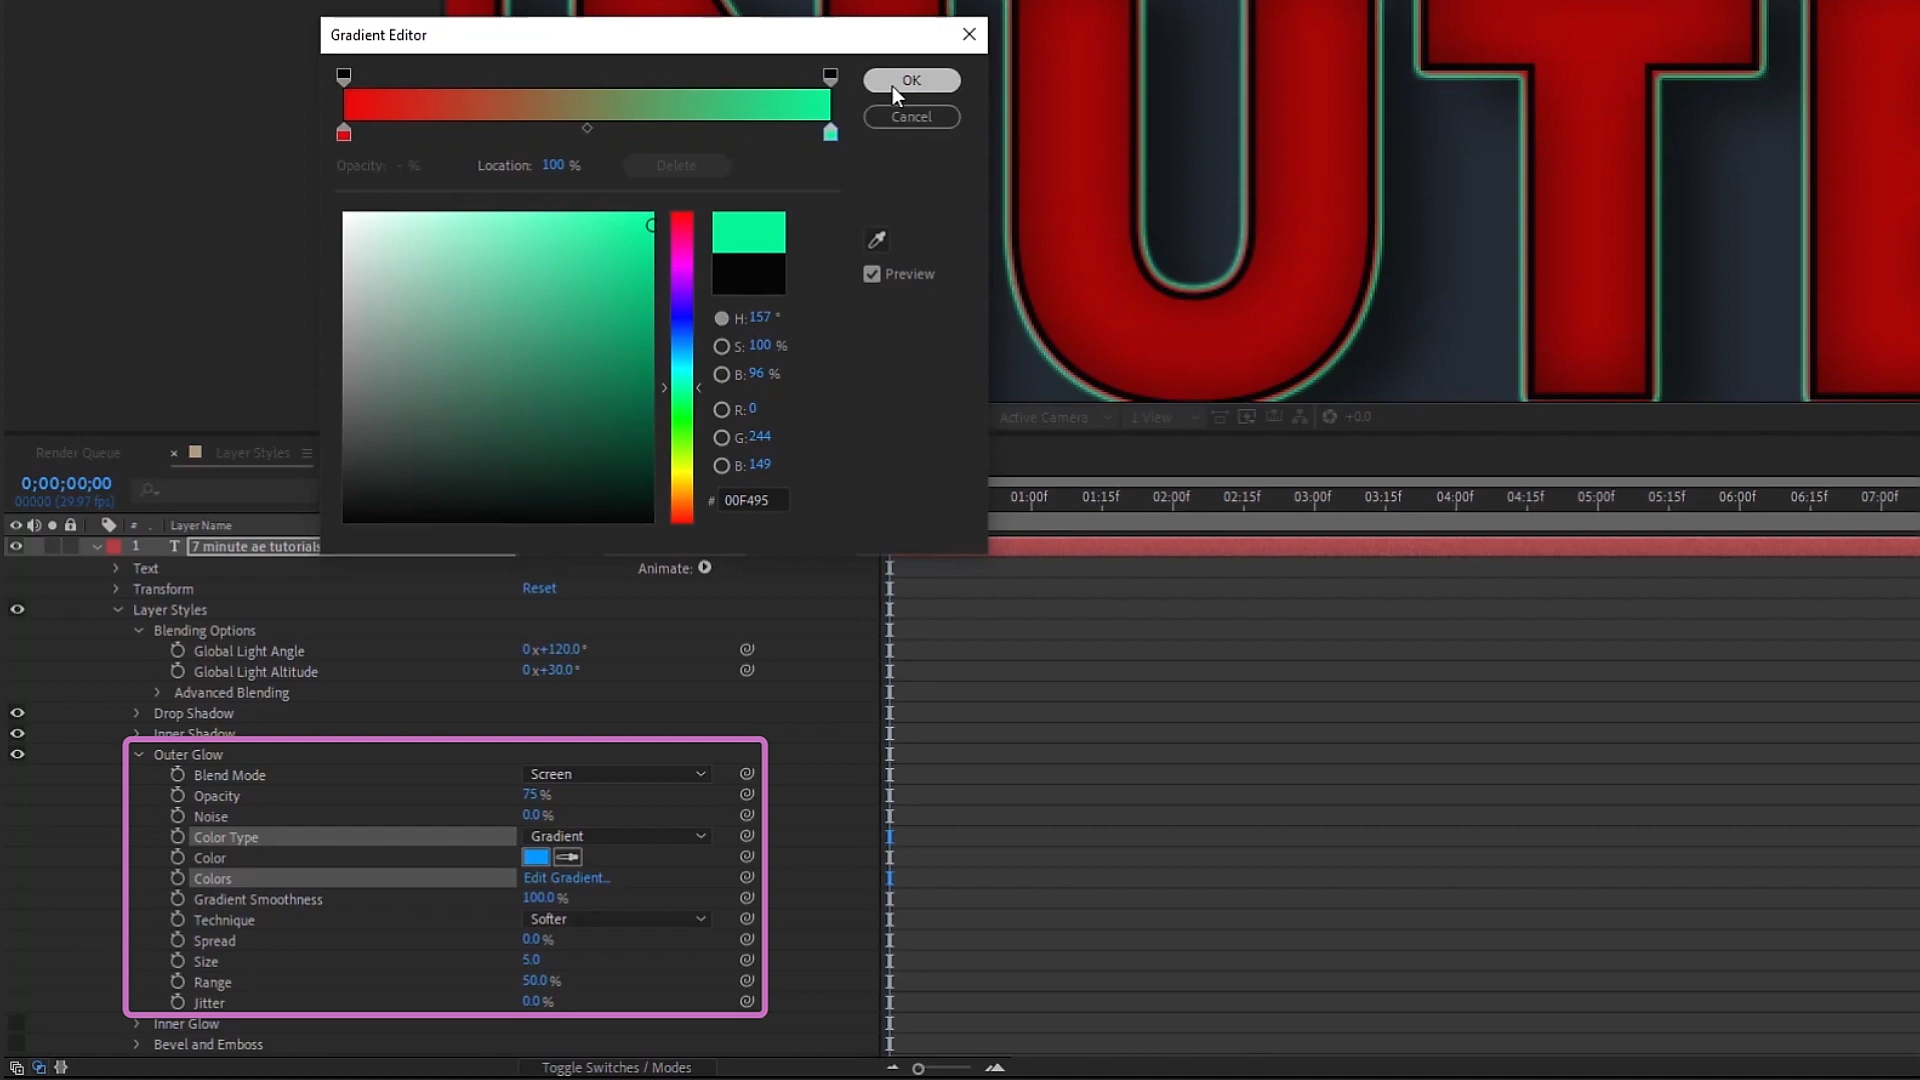 Gradient Editor
OK
Cancel
Opacity: - %
Location: 100 %
Delete
Preview
H: 157 °
S: 100 %
B: 96 %
R: 0
G: 244
B: 149
# 00F495
UTE
Active Camera
1 View
+0.0
Render Queue
Layer Styles
0;00;00;00
00000 (29.97 fps)
01:00f 01:15f 02:00f 02:15f 03:00f 03:15f 04:00f 04:15f 05:00f 05:15f 06:00f 06:15f 07:00f
# . Layer Name
1 T 7 minute ae tutorials
Text Animate:
Transform Reset
Layer Styles
Blending Options
Global Light Angle 0x+120.0°
Global Light Altitude 0x+30.0°
Advanced Blending
Drop Shadow
Inner Shadow
Outer Glow
Blend Mode Screen
Opacity 75 %
Noise 0.0 %
Color Type Gradient
Color
Colors Edit Gradient...
Gradient Smoothness 100.0 %
Technique Softer
Spread 0.0 %
Size 5.0
Range 50.0 %
Jitter 0.0 %
Inner Glow
Bevel and Emboss
Toggle Switches / Modes